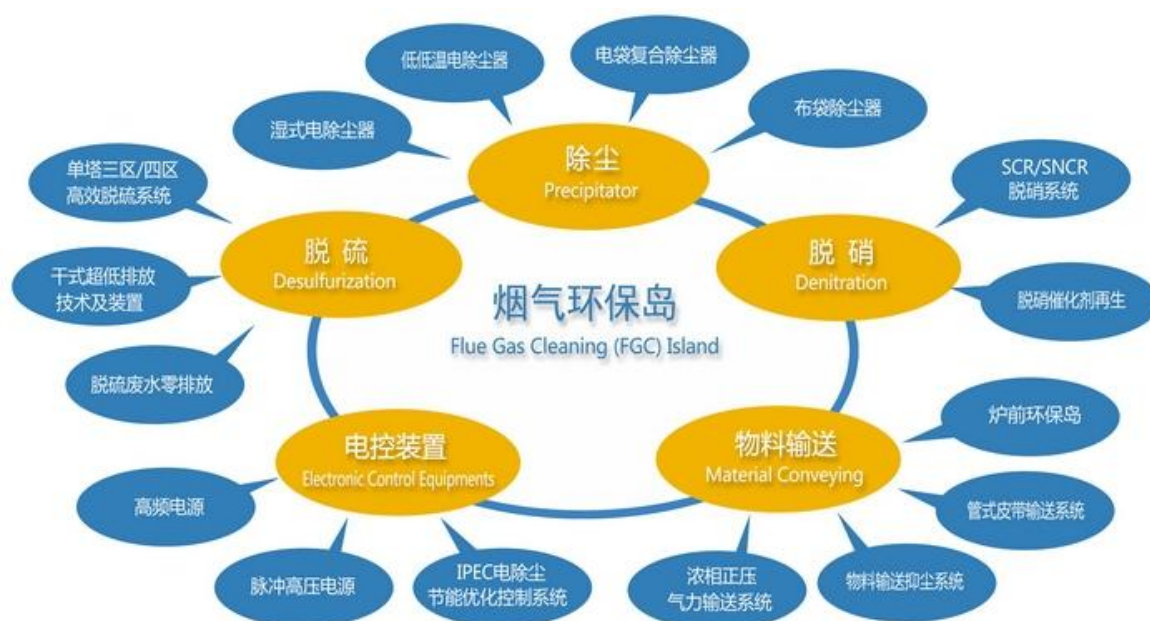 低低温电除尘器
电袋复合除尘器
湿式电除尘器
布袋除尘器
除尘
Precipitator
单塔三区/四区
高效脱硫系统
SCR/SNCR
脱硝系统
脱 硫
Desulfurization
脱 硝
Denitration
干式超低排放
技术及装置
脱硝催化剂再生
烟气环保岛
Flue Gas Cleaning (FGC) Island
脱硫废水零排放
炉前环保岛
电控装置
Electronic Control Equipments
物料输送
Material Conveying
高频电源
管式皮带输送系统
脉冲高压电源
IPEC电除尘
节能优化控制系统
浓相正压
气力输送系统
物料输送抑尘系统